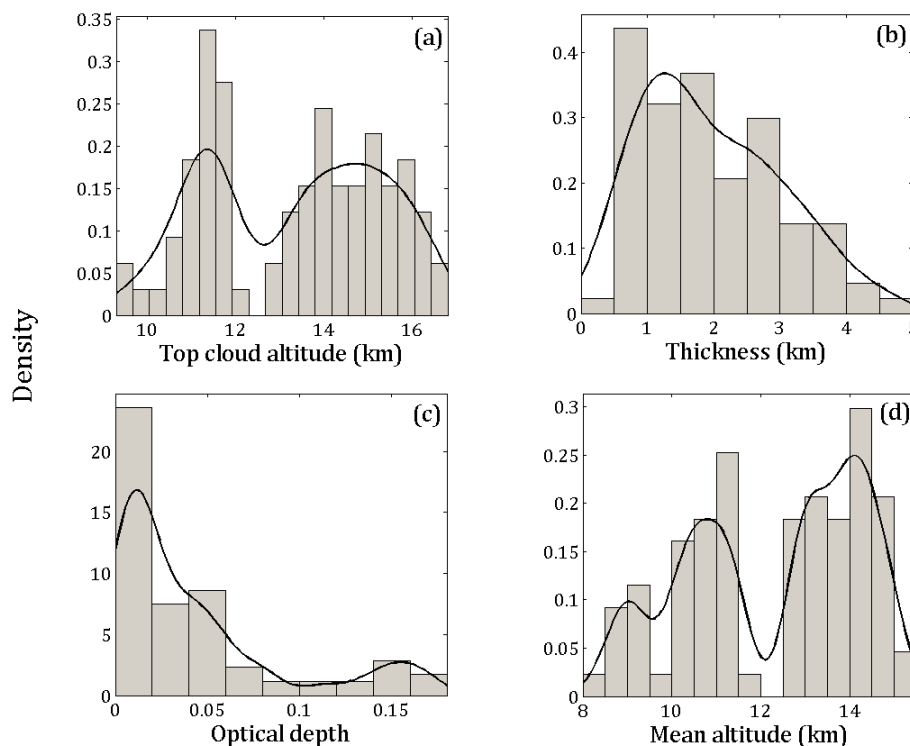 (a)
0.35
0.3
0.25
0.2
0.15
0.1
0.05
0
10 12 14 16
Top cloud altitude (km)
(b)
0.4
0.3
0.2
0.1
0
0 1 2 3 4 5
Thickness (km)
Density
(c)
20
15
10
5
0
0 0.05 0.1 0.15
Optical depth
(d)
0.3
0.25
0.2
0.15
0.1
0.05
0
8 10 12 14
Mean altitude (km)